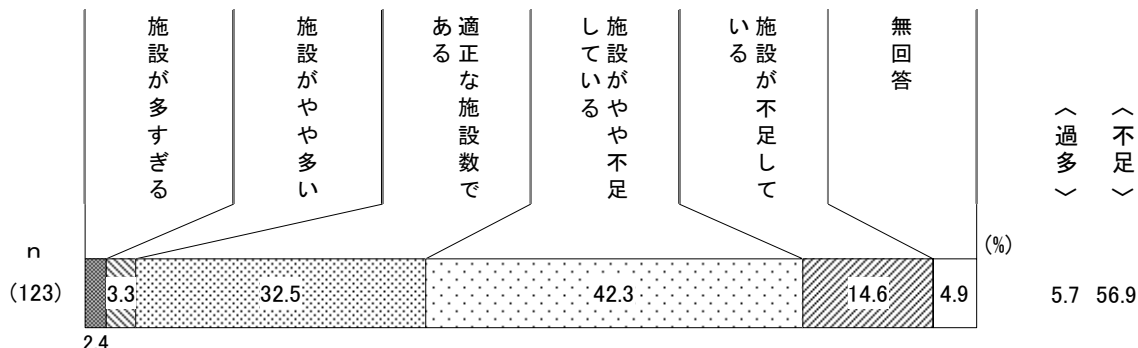 施設が多すぎる
施設がやや多い
適正な施設数で
ある
施設がやや不足
している
施設が不足して
いる
無回答
〈過多〉
〈不足〉
(%)
n
(123)
3.3
32.5
42.3
14.6
4.9
5.7
56.9
2.4